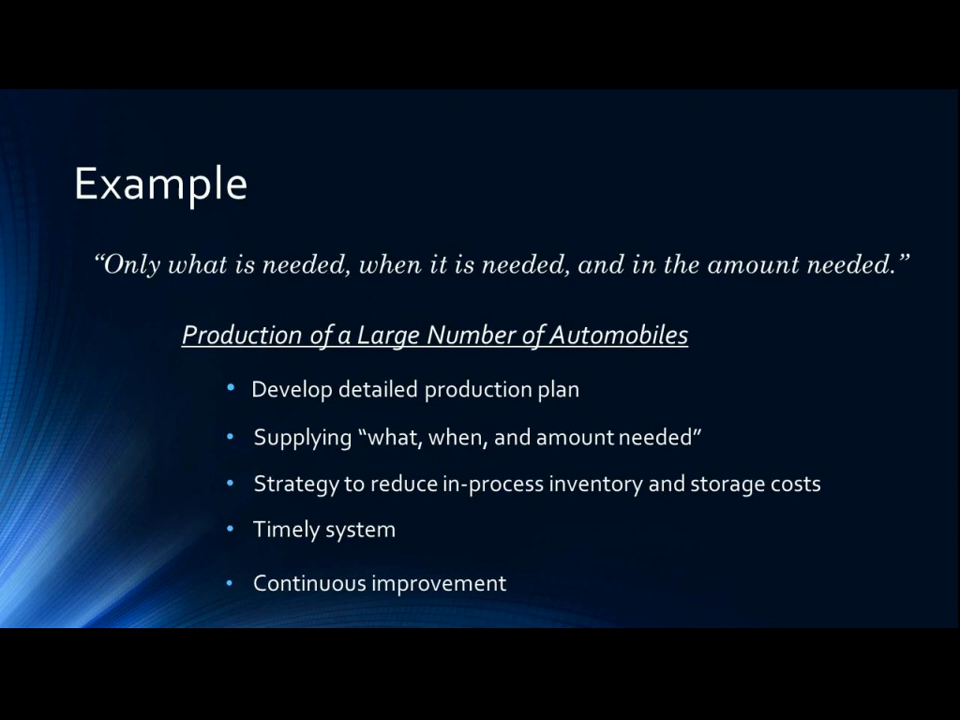 Example
“Only what is needed, when it is needed, and in the amount needed.”
Production of a Large Number of Automobiles
• Develop detailed production plan
• Supplying “what, when, and amount needed”
• Strategy to reduce in-process inventory and storage costs
• Timely system
• Continuous improvement